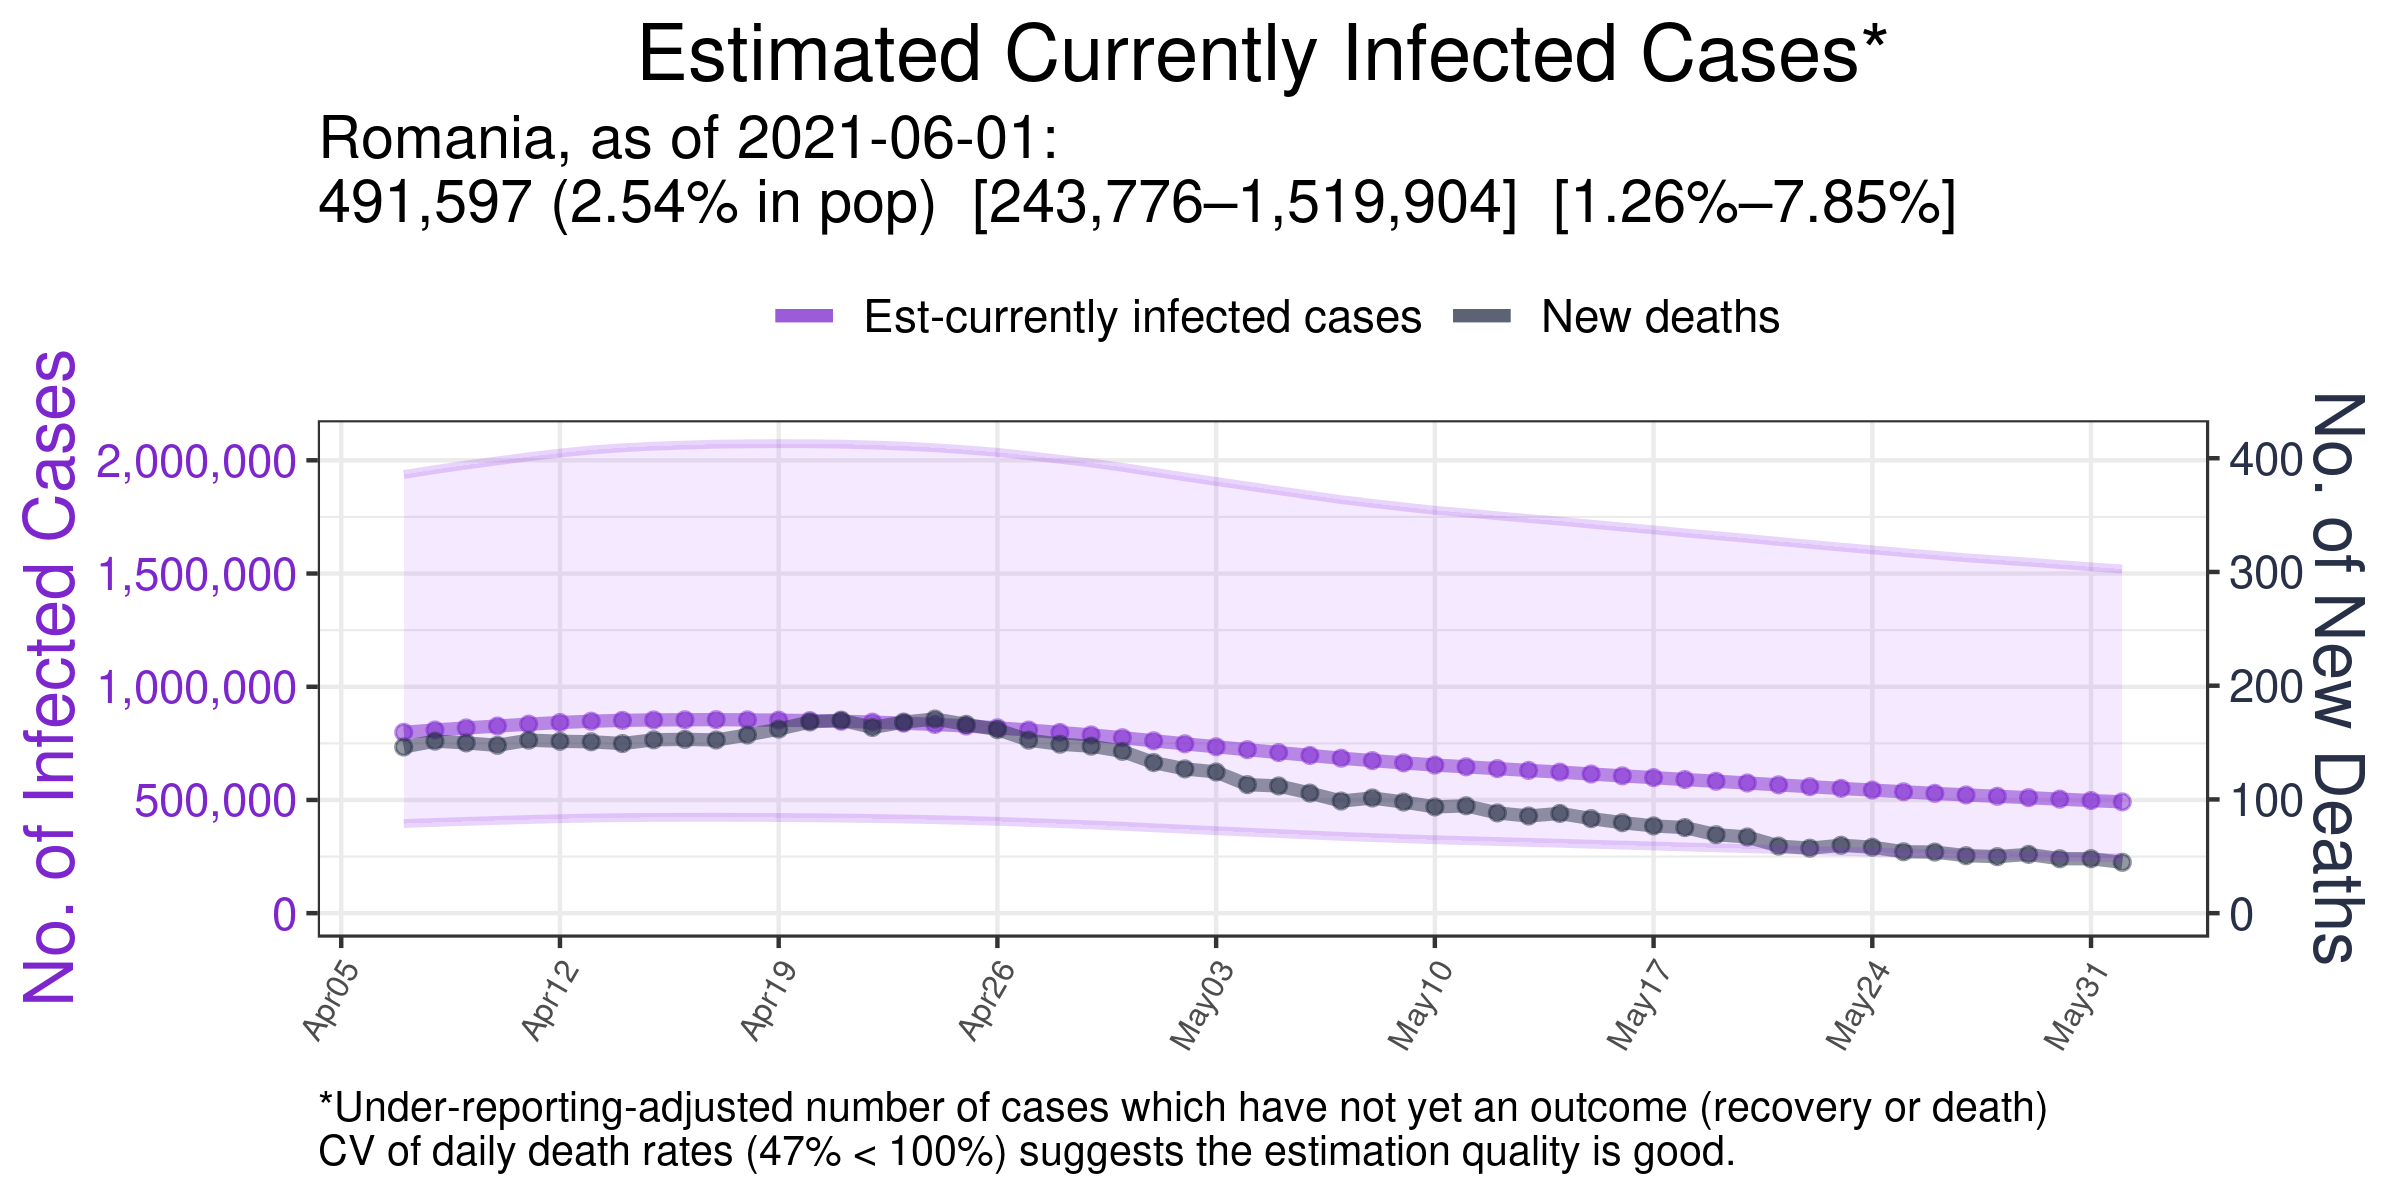 Estimated Currently Infected Cases*
Romania, as of 2021-06-01:
491,597 (2.54% in pop)  [243,776–1,519,904]  [1.26%–7.85%]
Est-currently infected cases
New deaths
No. of Infected Cases
2,000,000
1,500,000
1,000,000
500,000
0
400
300
200
100
0
No. of New Deaths
Apr05
Apr12
Apr19
Apr26
May03
May10
May17
May24
May31
*Under-reporting-adjusted number of cases which have not yet an outcome (recovery or death)
CV of daily death rates (47% < 100%) suggests the estimation quality is good.